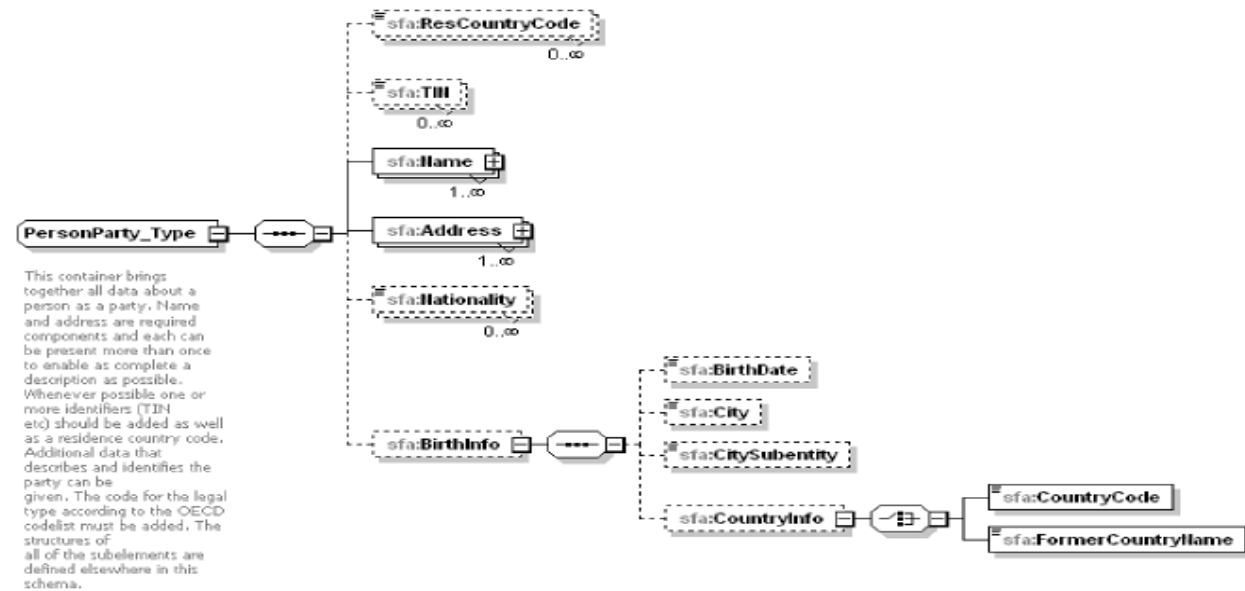 sfa:ResCountryCode
0..∞
sfa:TIN
0..∞
sfa:Name
1..∞
PersonParty_Type
sfa:Address
1..∞
This container brings
together all data about a
person as a party. Name
and address are required
components and each can
be present more than once
to enable as complete a
description as possible.
Whenever possible one or
more identifiers (TIN
etc) should be added as well
as a residence country code.
Additional data that
describes and identifies the
party can be
given. The code for the legal
type according to the OECD
codelist must be added. The
structures of
all of the subelements are
defined elsewhere in this
schema.
sfa:Nationality
0..∞
sfa:BirthInfo
sfa:BirthDate
sfa:City
sfa:CitySubentity
sfa:CountryInfo
sfa:CountryCode
sfa:FormerCountryName